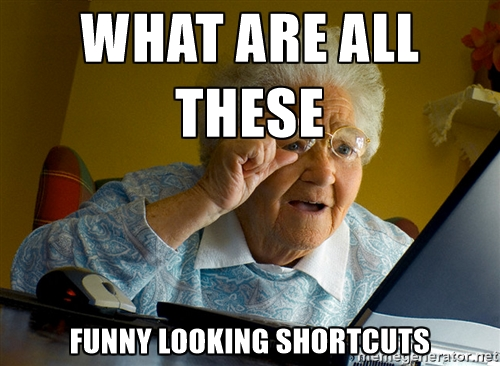 WHAT ARE ALL
THESE
FUNNY LOOKING SHORTCUTS
memegenerator.net